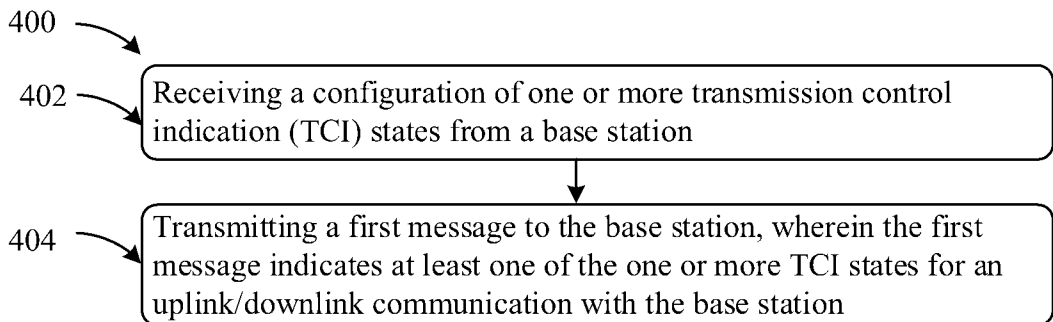 400
402
Receiving a configuration of one or more transmission control
indication (TCI) states from a base station
404
Transmitting a first message to the base station, wherein the first
message indicates at least one of the one or more TCI states for an
uplink/downlink communication with the base station